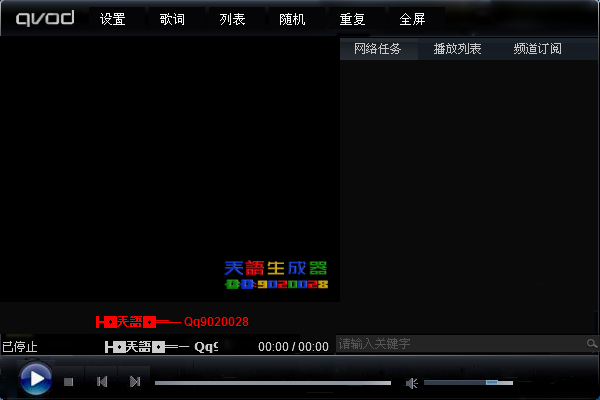 qvod 设置 歌词 列表 随机 重复 全屏
网络任务 播放列表 频道订阅
天語生成器
QQ:9020028
天語 Qq9020028
已停止 天語 Qq9 00:00 / 00:00 请输入关键字